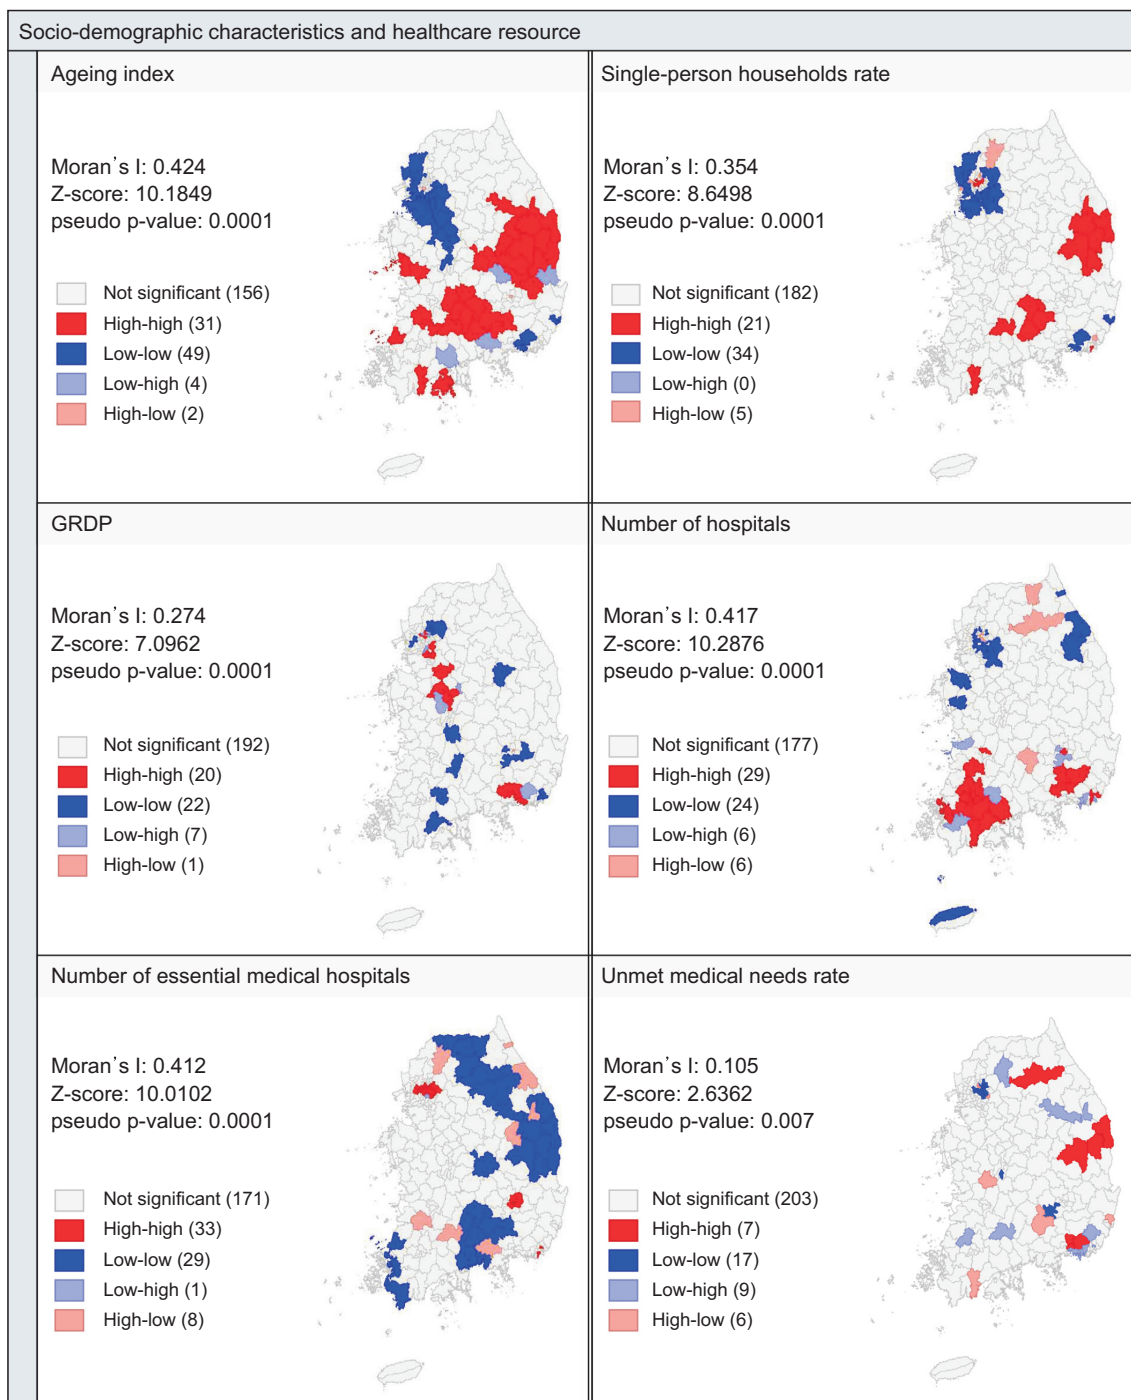 Socio-demographic characteristics and healthcare resource
Ageing index
Moran's I: 0.424
Z-score: 10.1849
pseudo p-value: 0.0001
Not significant (156)
High-high (31)
Low-low (49)
Low-high (4)
High-low (2)
Single-person households rate
Moran's I: 0.354
Z-score: 8.6498
pseudo p-value: 0.0001
Not significant (182)
High-high (21)
Low-low (34)
Low-high (0)
High-low (5)
GRDP
Moran's I: 0.274
Z-score: 7.0962
pseudo p-value: 0.0001
Not significant (192)
High-high (20)
Low-low (22)
Low-high (7)
High-low (1)
Number of hospitals
Moran's I: 0.417
Z-score: 10.2876
pseudo p-value: 0.0001
Not significant (177)
High-high (29)
Low-low (24)
Low-high (6)
High-low (6)
Number of essential medical hospitals
Moran's I: 0.412
Z-score: 10.0102
pseudo p-value: 0.0001
Not significant (171)
High-high (33)
Low-low (29)
Low-high (1)
High-low (8)
Unmet medical needs rate
Moran's I: 0.105
Z-score: 2.6362
pseudo p-value: 0.007
Not significant (203)
High-high (7)
Low-low (17)
Low-high (9)
High-low (6)